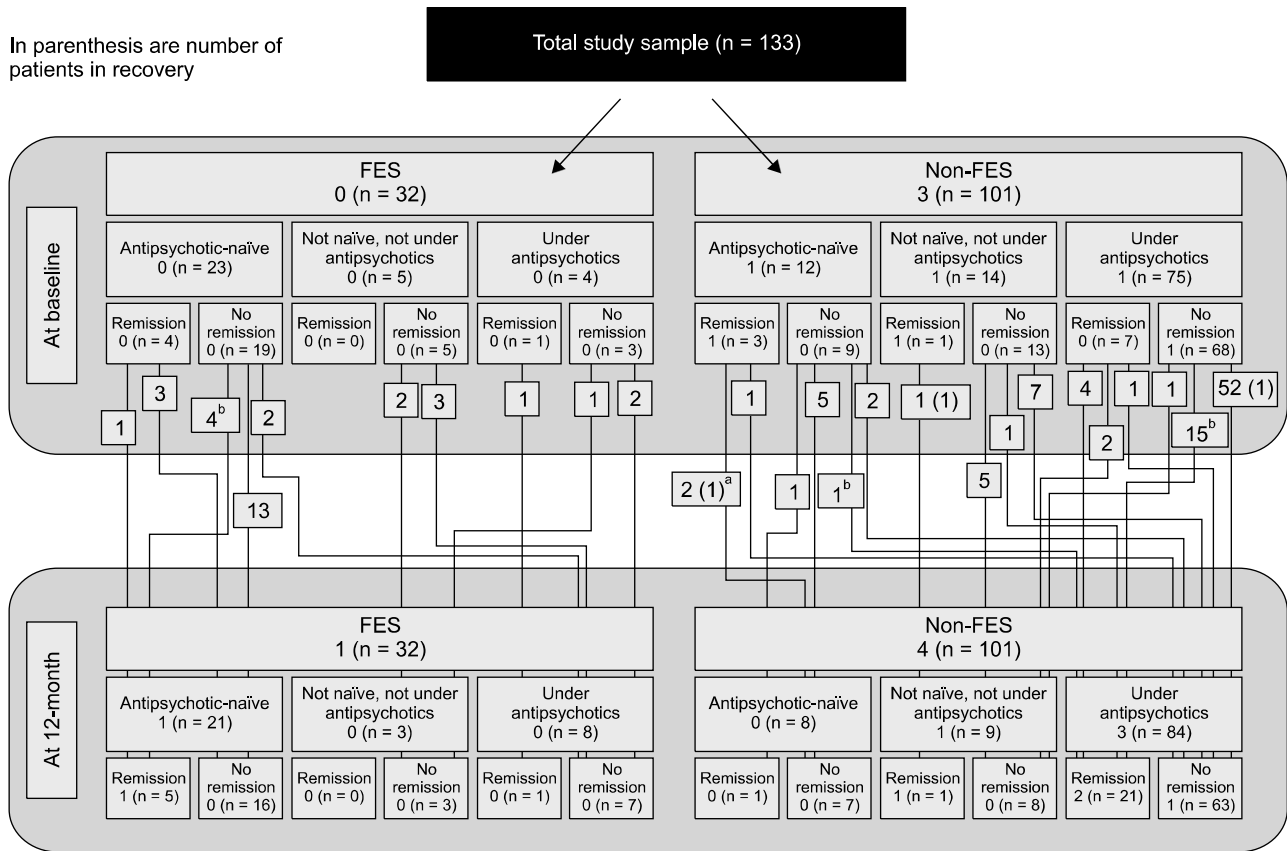 In parenthesis are number of
patients in recovery
Total study sample (n = 133)
At baseline
FES
0 (n = 32)
Non-FES
3 (n = 101)
Antipsychotic-naïve
0 (n = 23)
Not naïve, not under
antipsychotics
0 (n = 5)
Under
antipsychotics
0 (n = 4)
Antipsychotic-naïve
1 (n = 12)
Not naïve, not under
antipsychotics
1 (n = 14)
Under
antipsychotics
1 (n = 75)
Remission
0 (n = 4)
No
remission
0 (n = 19)
Remission
0 (n = 0)
No
remission
0 (n = 5)
Remission
0 (n = 1)
No
remission
0 (n = 3)
Remission
1 (n = 3)
No
remission
0 (n = 9)
Remission
1 (n = 1)
No
remission
0 (n = 13)
Remission
0 (n = 7)
No
remission
1 (n = 68)
1
3
4b
13
2
2
3
1
1
2
2 (1)a
1
1
5
1b
2
1 (1)
5
1
7
4
2
1
1
15b
52 (1)
At 12-month
FES
1 (n = 32)
Non-FES
4 (n = 101)
Antipsychotic-naïve
1 (n = 21)
Not naïve, not under
antipsychotics
0 (n = 3)
Under
antipsychotics
0 (n = 8)
Antipsychotic-naïve
0 (n = 8)
Not naïve, not under
antipsychotics
1 (n = 9)
Under
antipsychotics
3 (n = 84)
Remission
1 (n = 5)
No
remission
0 (n = 16)
Remission
0 (n = 0)
No
remission
0 (n = 3)
Remission
0 (n = 1)
No
remission
0 (n = 7)
Remission
0 (n = 1)
No
remission
0 (n = 7)
Remission
1 (n = 1)
No
remission
0 (n = 8)
Remission
2 (n = 21)
No
remission
1 (n = 63)